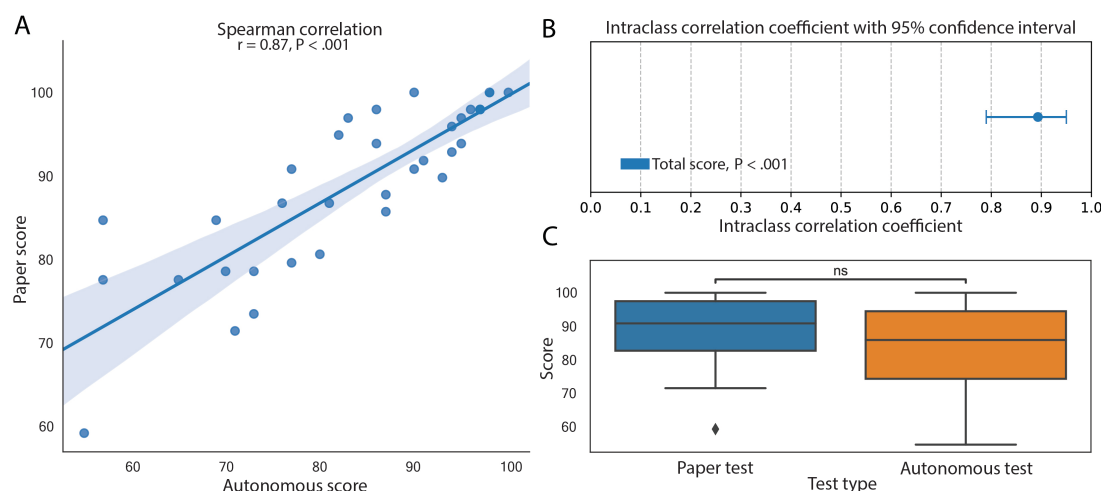 A
Spearman correlation
r = 0.87, P < .001
Paper score
100
90
80
70
60
60 70 80 90 100
Autonomous score
B
Intraclass correlation coefficient with 95% confidence interval
Total score, P < .001
0.0 0.1 0.2 0.3 0.4 0.5 0.6 0.7 0.8 0.9 1.0
Intraclass correlation coefficient
C
ns
Score
100
90
80
70
60
Paper test Autonomous test
Test type